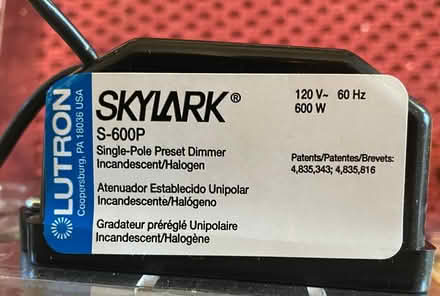 LUTRON
Coopersburg, PA 18036 USA
SKYLARK®
S-600P
Single-Pole Preset Dimmer
Incandescent/Halogen
Atenuador Establecido Unipolar
Incandescente/Halógeno
Gradateur préréglé Unipolaire
Incandescent/Halogène
120 V~ 60 Hz
600 W
Patents/Patentes/Brevets:
4,835,343; 4,835,816